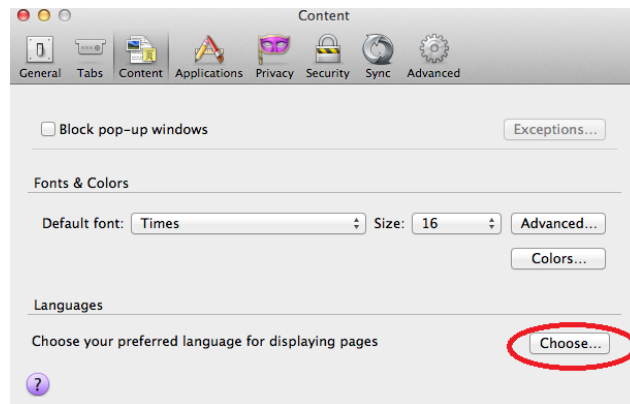 Content
General Tabs Content Applications Privacy Security Sync Advanced
Block pop-up windows Exceptions...
Fonts & Colors
Default font: Times Size: 16 Advanced...
Colors...
Languages
Choose your preferred language for displaying pages Choose...
?